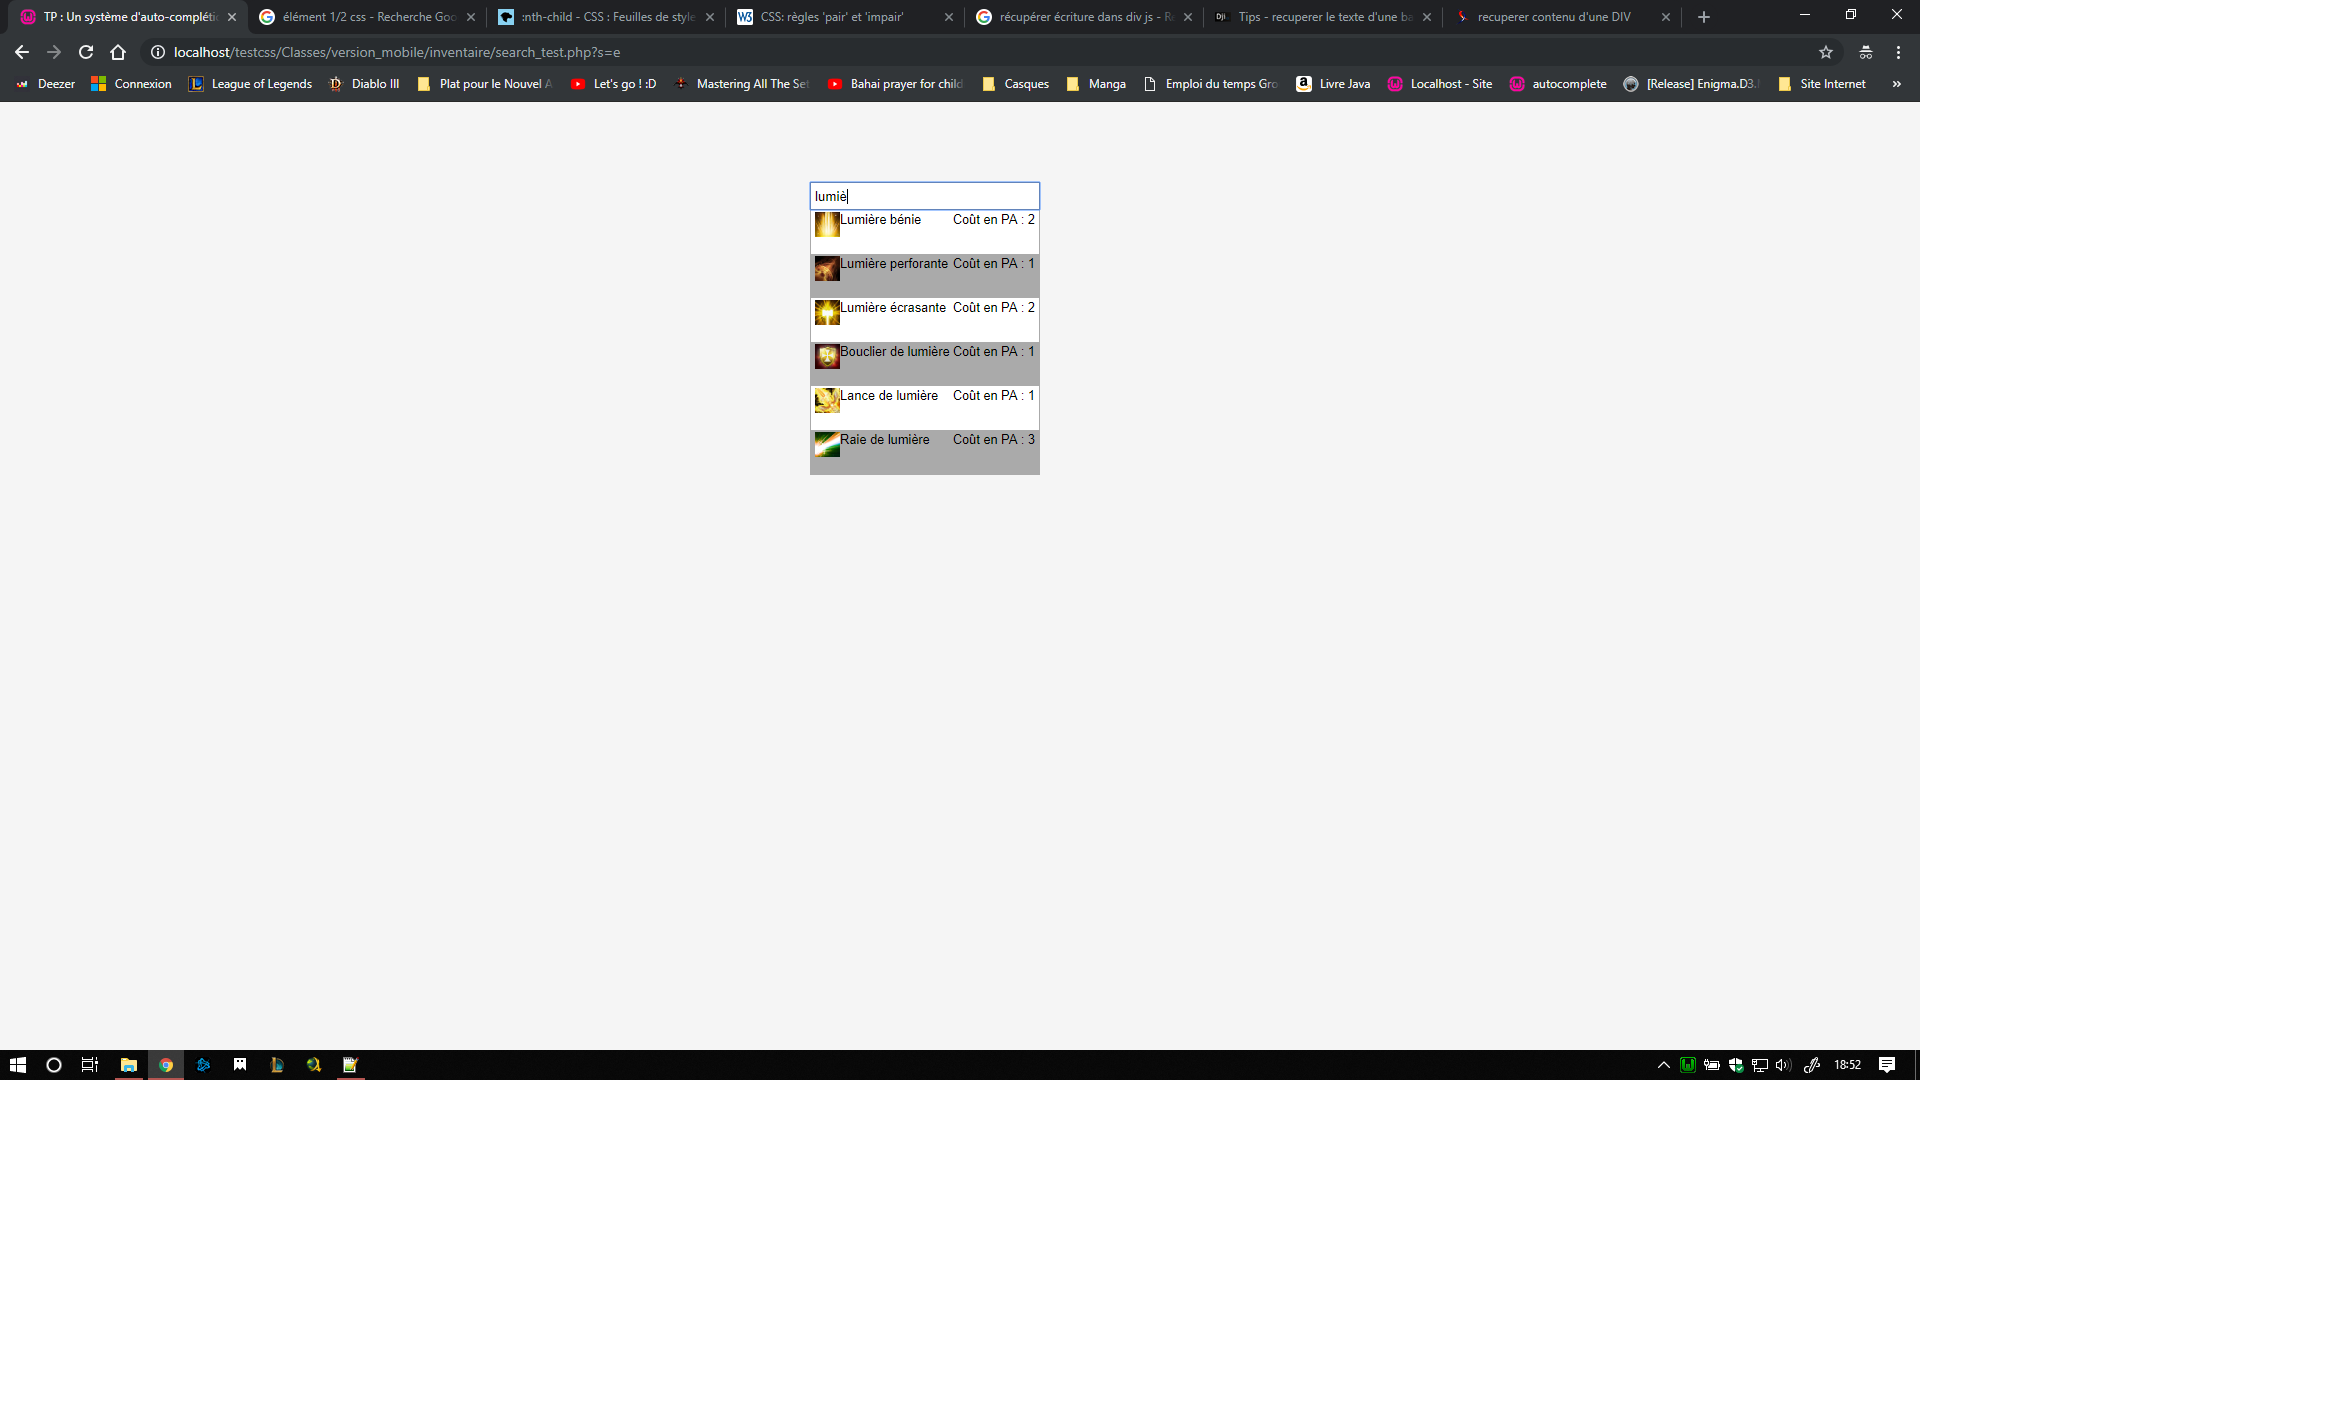 TP : Un système d'auto-complétic
élément 1/2 css - Recherche Goo
:nth-child - CSS : Feuilles de style
W3 CSS: règles 'pair' et 'impair'
récupérer écriture dans div js - Re
Dji. Tips - recuperer le texte d'une ba
recuperer contenu d'une DIV
localhost/testcss/Classes/version_mobile/inventaire/search_test.php?s=e
Deezer
Connexion
League of Legends
Diablo III
Plat pour le Nouvel A
Let's go ! :D
Mastering All The Set
Bahai prayer for child
Casques
Manga
Emploi du temps Gro
Livre Java
Localhost - Site
autocomplete
[Release] Enigma.D3.
Site Internet
»
lumiè
Lumière bénie Coût en PA : 2
Lumière perforante Coût en PA : 1
Lumière écrasante Coût en PA : 2
Bouclier de lumière Coût en PA : 1
Lance de lumière Coût en PA : 1
Raie de lumière Coût en PA : 3
18:52